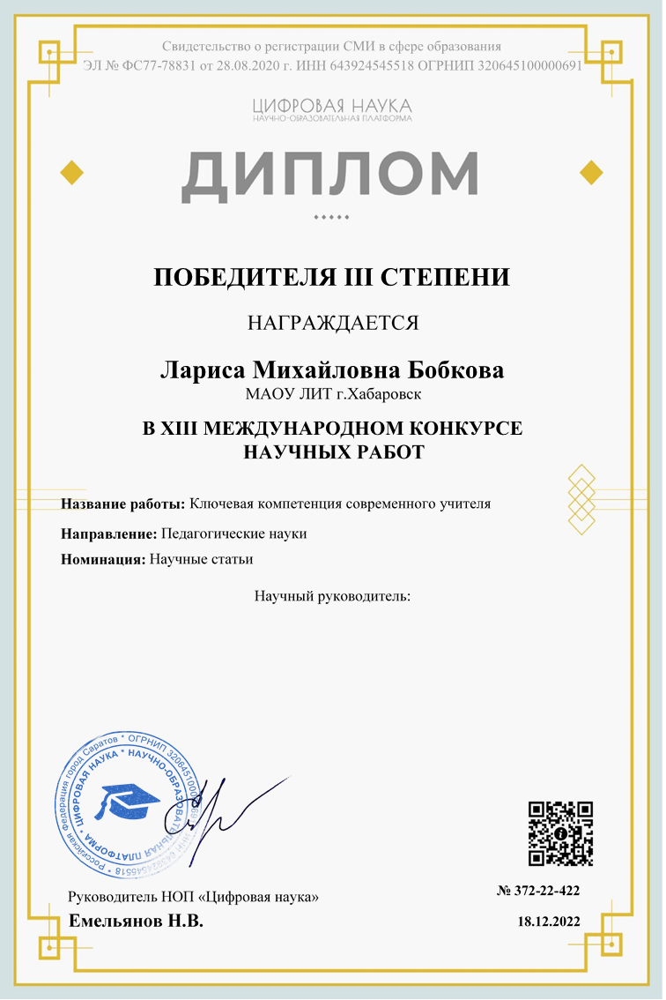 Свидетельство о регистрации СМИ в сфере образования
ЭЛ № ФС77-78831 от 28.08.2020 г. ИНН 643924545518 ОГРНИП 320645100000691
ЦИФРОВАЯ НАУКА
НАУЧНО-ОБРАЗОВАТЕЛЬНАЯ ПЛАТФОРМА
ДИПЛОМ
ПОБЕДИТЕЛЯ III СТЕПЕНИ
НАГРАЖДАЕТСЯ
Лариса Михайловна Бобкова
МАОУ ЛИТ г.Хабаровск
В XIII МЕЖДУНАРОДНОМ КОНКУРСЕ
НАУЧНЫХ РАБОТ
Название работы: Ключевая компетенция современного учителя
Направление: Педагогические науки
Номинация: Научные статьи
Научный руководитель:
Российская Федерация город Саратов * ОГРНИП 320645100000691 * ИНН 643924545518 *
ЦИФРОВАЯ НАУКА * НАУЧНО-ОБРАЗОВАТЕЛЬНАЯ ПЛАТФОРМА *
Руководитель НОП «Цифровая наука»
Емельянов Н.В.
№ 372-22-422
18.12.2022